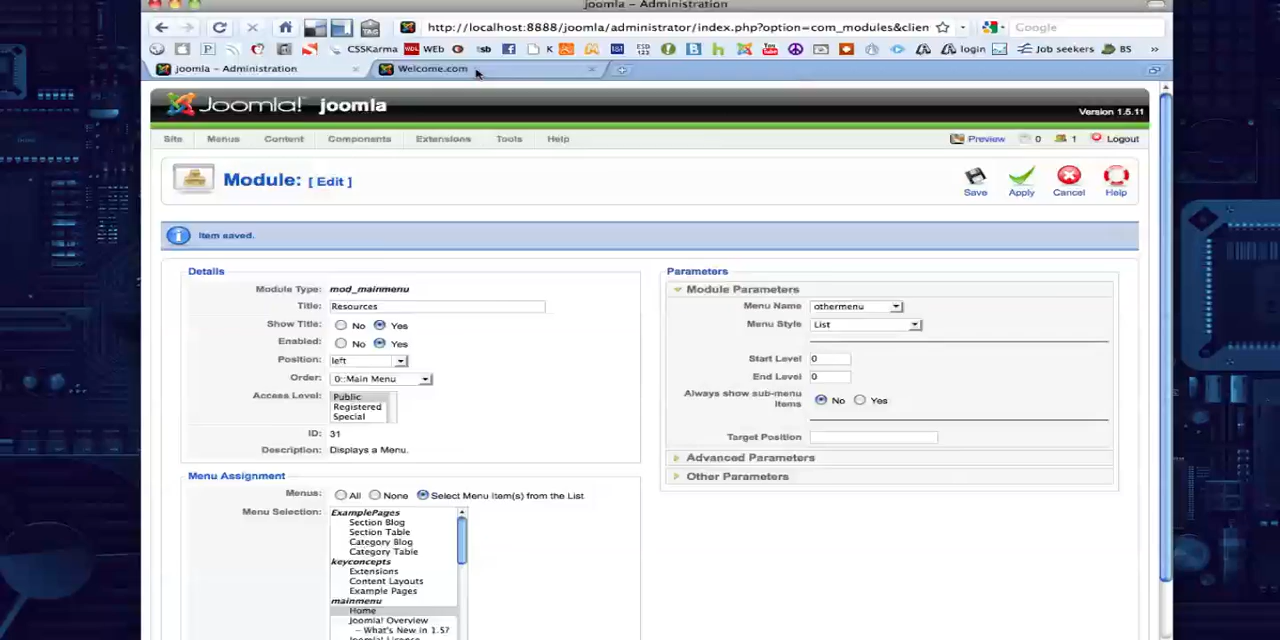 joomla - Administration
http://localhost:8888/joomla/administrator/index.php?option=com_modules&clien
Google
CSSKarma
WEb
sb
K
login
Job seekers
BS
»
joomla - Administration
Welcome.com
Joomla! joomla
Version 1.5.11
Site Menus Content Components Extensions Tools Help
Preview 0 1 Logout
Module: [ Edit ]
Save Apply Cancel Help
Item saved.
Details
Module Type: mod_mainmenu
Title: Resources
Show Title: No Yes
Enabled: No Yes
Position: left
Order: 0::Main Menu
Access Level: Public
Registered
Special
ID: 31
Description: Displays a Menu.
Menu Assignment
Menus: All None Select Menu Item(s) from the List
Menu Selection: ExamplePages
Section Blog
Section Table
Category Blog
Category Table
keyconcepts
Extensions
Content Layouts
Example Pages
mainmenu
Home
Joomla! Overview
- What's New in 1.5?
Parameters
Module Parameters
Menu Name othermenu
Menu Style List
Start Level 0
End Level 0
Always show sub-menu
items No Yes
Target Position
Advanced Parameters
Other Parameters